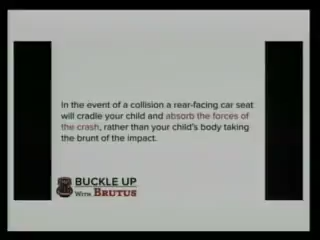 In the event of a collision a rear-facing car seat
will cradle your child and absorb the forces of
the crash, rather than your child's body taking
the brunt of the impact.
BUCKLE UP
WITH BRUTUS